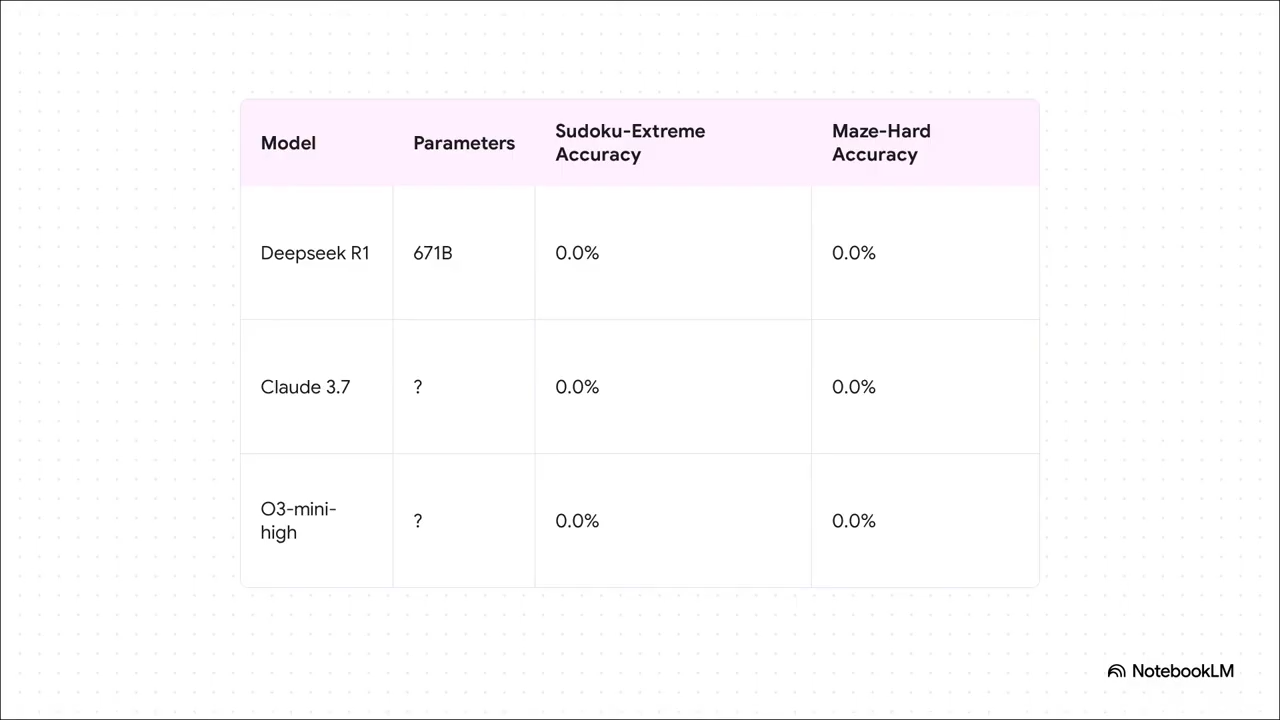 Model Parameters Sudoku-Extreme Accuracy Maze-Hard Accuracy
Deepseek R1 671B 0.0% 0.0%
Claude 3.7 ? 0.0% 0.0%
O3-mini-high ? 0.0% 0.0%
NotebookLM